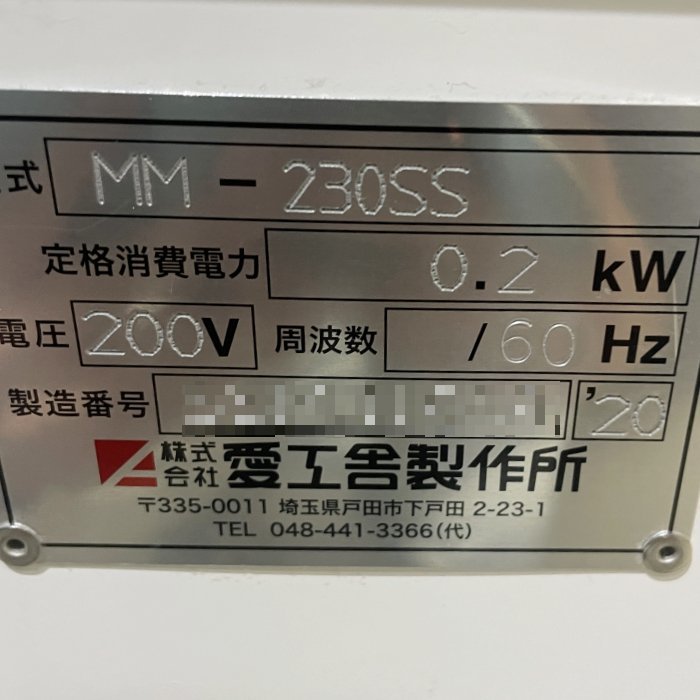 式 MM-230SS
定格消費電力 0.2 kW
電圧 200V 周波数 /60 Hz
製造番号 '20
株式会社 愛工舎製作所
〒335-0011 埼玉県戸田市下戸田 2-23-1
TEL 048-441-3366(代)